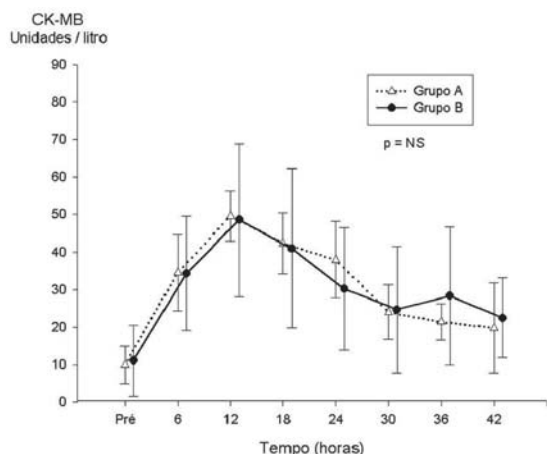 CK-MB
Unidades / litro
90
80
70
60
50
40
30
20
10
0
Grupo A
Grupo B
p = NS
Pré 6 12 18 24 30 36 42
Tempo (horas)